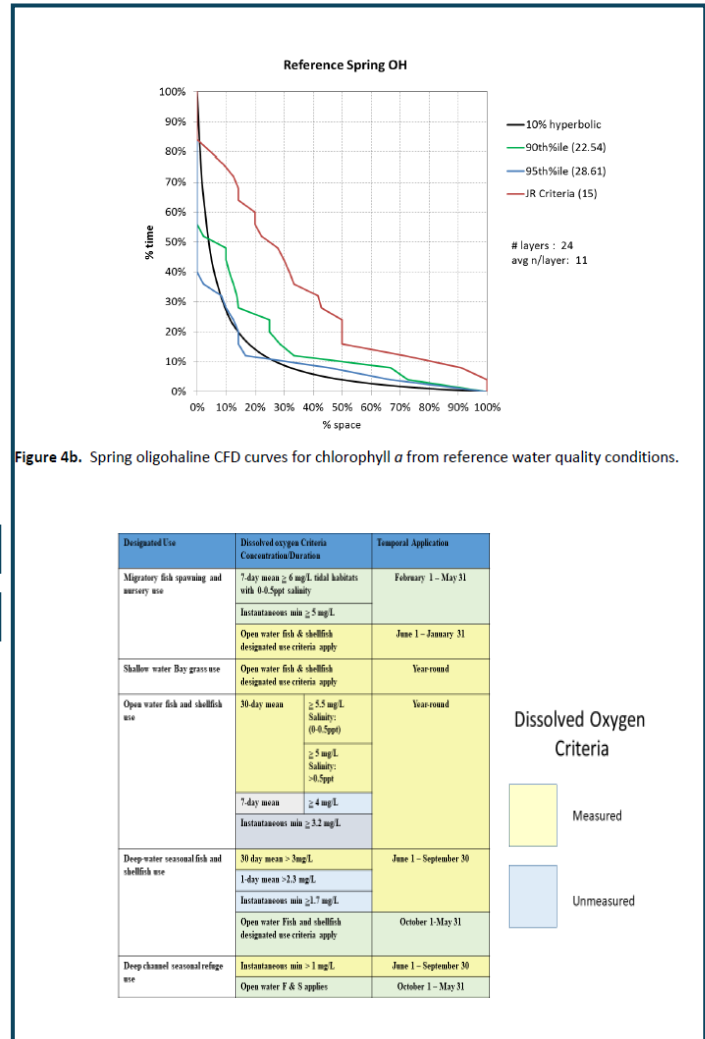 Reference Spring OH
100%
90%
80%
70%
60%
50%
40%
30%
20%
10%
0%
% time
0% 10% 20% 30% 40% 50% 60% 70% 80% 90% 100%
% space
10% hyperbolic
90th%ile (22.54)
95th%ile (28.61)
JR Criteria (15)
# layers : 24
avg n/layer: 11
Figure 4b. Spring oligohaline CFD curves for chlorophyll a from reference water quality conditions.
Designated Use
Dissolved oxygen Criteria
Concentration/Duration
Temporal Application
Migratory fish spawning and
nursery use
7-day mean ≥ 6 mg/L tidal habitats
with 0-0.5ppt salinity
February 1 – May 31
Instantaneous min ≥ 5 mg/L
Open water fish & shellfish
designated use criteria apply
June 1 – January 31
Shallow water Bay grass use
Open water fish & shellfish
designated use criteria apply
Year-round
Open water fish and shellfish
use
30-day mean
≥ 5.5 mg/L
Salinity:
(0-0.5ppt)
Year-round
≥ 5 mg/L
Salinity:
>0.5ppt
7-day mean
≥ 4 mg/L
Instantaneous min ≥ 3.2 mg/L
Deep-water seasonal fish and
shellfish use
30 day mean > 3mg/L
June 1 – September 30
1-day mean >2.3 mg/L
Instantaneous min ≥1.7 mg/L
Open water Fish and shellfish
designated use criteria apply
October 1-May 31
Deep channel seasonal refuge
use
Instantaneous min > 1 mg/L
June 1 – September 30
Open water F & S applies
October 1 – May 31
Dissolved Oxygen
Criteria
Measured
Unmeasured